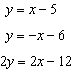 y = x − 5
y = −x − 6
2y = 2x − 12